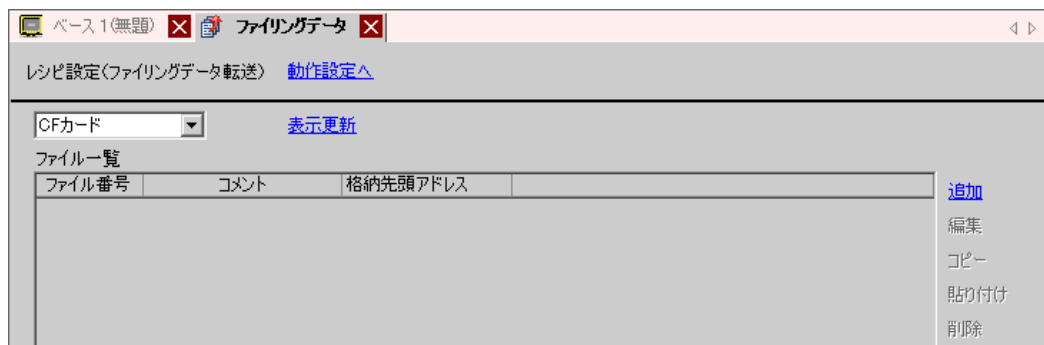 ベース 1(無題) ファイリングデータ
レシピ設定(ファイリングデータ転送) 動作設定へ
CFカード 表示更新
ファイル一覧
ファイル番号 コメント 格納先頭アドレス
追加
編集
コピー
貼り付け
削除